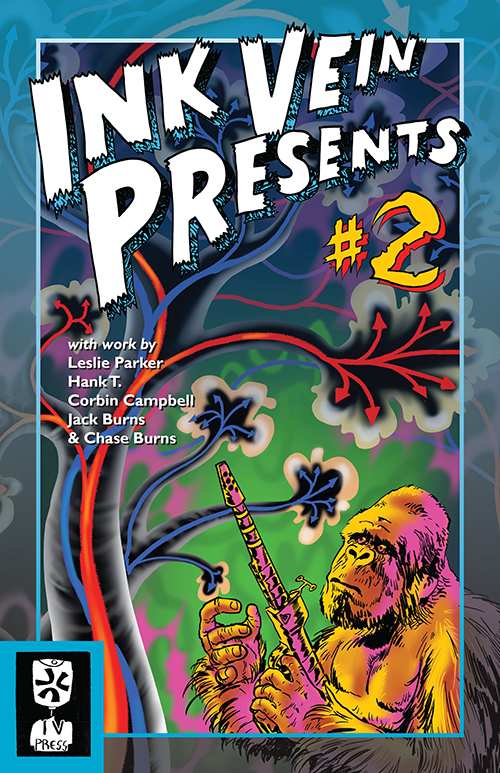 INK VEIN
PRESENTS
#2
with work by
Leslie Parker
Hank T.
Corbin Campbell
Jack Burns
& Chase Burns
IV
PRESS